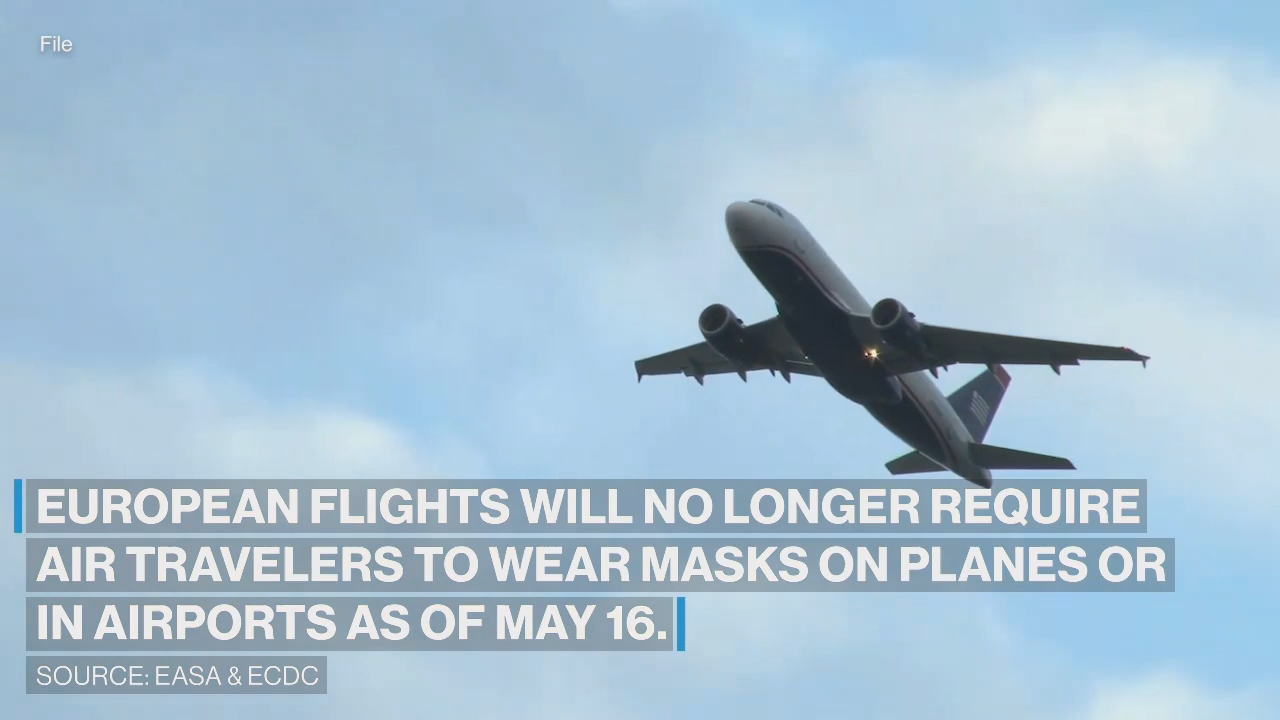 File
EUROPEAN FLIGHTS WILL NO LONGER REQUIRE
AIR TRAVELERS TO WEAR MASKS ON PLANES OR
IN AIRPORTS AS OF MAY 16.
SOURCE: EASA & ECDC